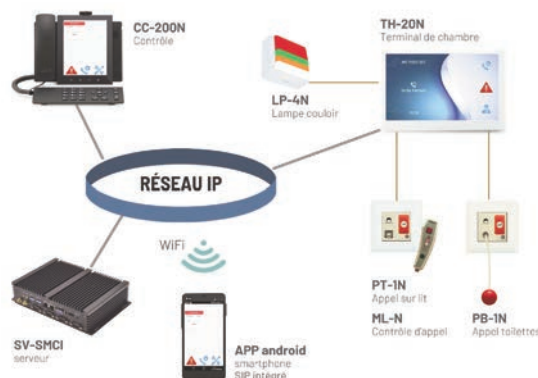 CC-200N
Contrôle
TH-20N
Terminal de chambre
LP-4N
Lampe couloir
RÉSEAU IP
WiFi
PT-1N
Appel sur lit
ML-N
Contrôle d'appel
PB-1N
Appel toilettes
SV-SMCI
serveur
APP android
smartphone
SIP intégré